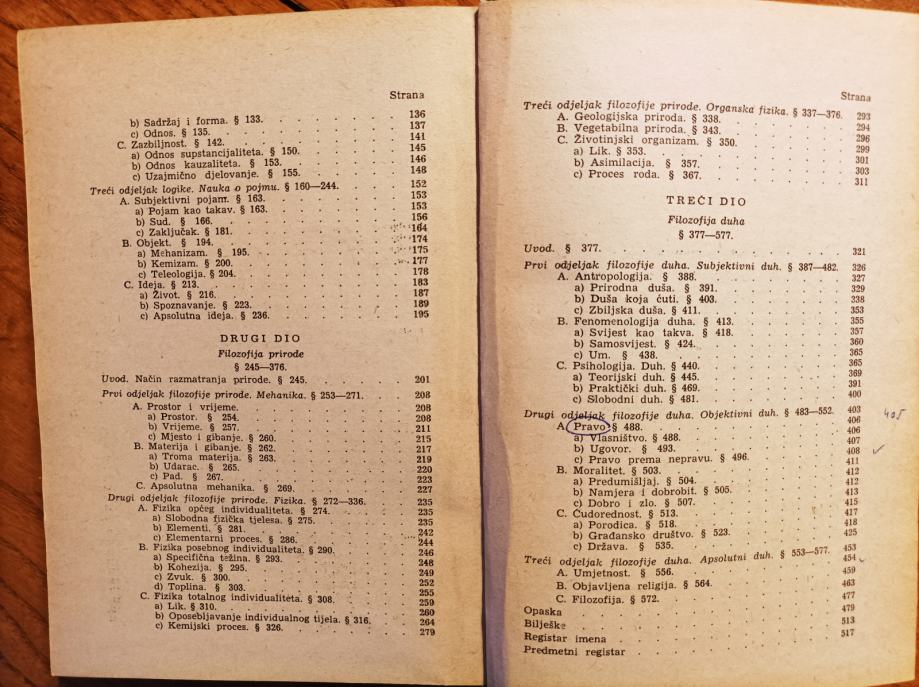 Strana
b) Sadržaj i forma. § 133. 136
c) Odnos. § 135. 137
C. Zazbiljnost. § 142. 141
a) Odnos supstancijaliteta. § 150. 145
b) Odnos kauzaliteta. § 153. 146
c) Uzajmično djelovanje. § 155. 148
Treći odjeljak logike. Nauka o pojmu. § 160—244. 152
A. Subjektivni pojam. § 163. 153
a) Pojam kao takav. § 163. 153
b) Sud. § 166. 156
c) Zaključak. § 181. 164
B. Objekt. § 194. 174
a) Mehanizam. § 195. 175
b) Kemizam. § 200. 177
c) Teleologija. § 204. 178
C. Ideja. § 213. 183
a) Život. § 216. 187
b) Spoznavanje. § 223. 189
c) Apsolutna ideja. § 236. 195
DRUGI DIO
Filozofija prirode
§ 245—376.
Uvod. Način razmatranja prirode. § 245. 201
Prvi odjeljak filozofije prirode. Mehanika. § 253—271. 208
A. Prostor i vrijeme. 208
a) Prostor. § 254. 208
b) Vrijeme. § 257. 211
c) Mjesto i gibanje. § 260. 215
B. Materija i gibanje. § 262. 217
a) Troma materija. § 263. 219
b) Udarac. § 265. 220
c) Pad. § 267. 223
C. Apsolutna mehanika. § 269. 227
Drugi odjeljak filozofije prirode. Fizika. § 272—336. 235
A. Fizika općeg individualiteta. § 274. 235
a) Slobodna fizička tjelesa. § 275. 235
b) Elementi. § 281. 242
c) Elementarni proces. § 286. 244
B. Fizika posebnog individualiteta. § 290. 246
a) Specifična težina. § 293. 248
b) Kohezija. § 295. 249
c) Zvuk. § 300. 252
d) Toplina. § 303. 255
C. Fizika totalnog individualiteta. § 308. 259
a) Lik. § 310. 260
b) Oposebljavanje individualnog tijela. § 316. 264
c) Kemijski proces. § 326. 279
Strana
Treći odjeljak filozofije prirode. Organska fizika. § 337—376. 293
A. Geologijska priroda. § 338. 294
B. Vegetabilna priroda. § 343. 296
C. Životinjski organizam. § 350. 299
a) Lik. § 353. 301
b) Asimilacija. § 357. 303
c) Proces roda. § 367. 311
TREĆI DIO
Filozofija duha
§ 377—577.
Uvod. § 377. 321
Prvi odjeljak filozofije duha. Subjektivni duh. § 387—482. 326
A. Antropologija. § 388. 327
a) Prirodna duša. § 391. 329
b) Duša koja ćuti. § 403. 338
c) Zbiljska duša. § 411. 353
B. Fenomenologija duha. § 413. 355
a) Svijest kao takva. § 418. 357
b) Samosvijest. § 424. 360
c) Um. § 438. 365
C. Psihologija. Duh. § 440. 365
a) Teorijski duh. § 445. 369
b) Praktički duh. § 469. 391
c) Slobodni duh. § 481. 400
Drugi odjeljak filozofije duha. Objektivni duh. § 483—552. 403 405
A. Pravo § 488. 406
a) Vlasništvo. § 488. 406
b) Ugovor. § 493. 407
c) Pravo prema nepravu. § 496. 408
B. Moralitet. § 503. 411
a) Predumišljaj. § 504. 412
b) Namjera i dobrobit. § 505. 413
c) Dobro i zlo. § 507. 415
C. Ćudorednost. § 513. 417
a) Porodica. § 518. 418
b) Građansko društvo. § 523. 425
c) Država. § 535. 453
Treći odjeljak filozofije duha. Apsolutni duh. § 553—577. 454
A. Umjetnost. § 556. 459
B. Objavljena religija. § 564. 463
C. Filozofija. § 572. 477
Opaska 479
Bilješke 513
Registar imena 517
Predmetni registar